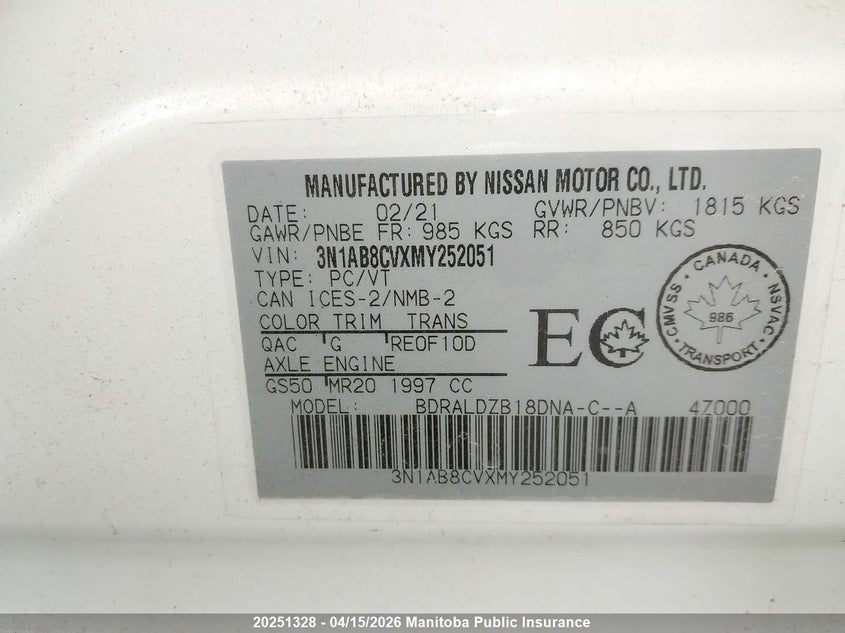 MANUFACTURED BY NISSAN MOTOR CO., LTD.
DATE: 02/21 GVWR/PNBV: 1815 KGS
GAWR/PNBE FR: 985 KGS RR: 850 KGS
VIN: 3N1AB8CVXMY252051
TYPE: PC/VT
CAN ICES-2/NMB-2
COLOR TRIM TRANS
QAC G RE0F10D
AXLE ENGINE
GS50 MR20 1997 CC
EC
CANADA
CMVSS NSVAC
986
TRANSPORT
MODEL: BDRALDZB18DNA-C--A 4Z000
3N1AB8CVXMY252051
20251328 - 04/15/2026 Manitoba Public Insurance